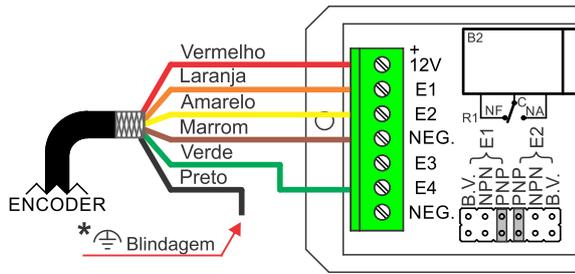 Vermelho
Laranja
Amarelo
Marrom
Verde
Preto
ENCODER
* Blindagem
+
12V
E1
E2
NEG.
E3
E4
NEG.
B2
R1
NF
C
NA
E1
E2
B.V.
NPN
PNP
PNP
NPN
B.V.